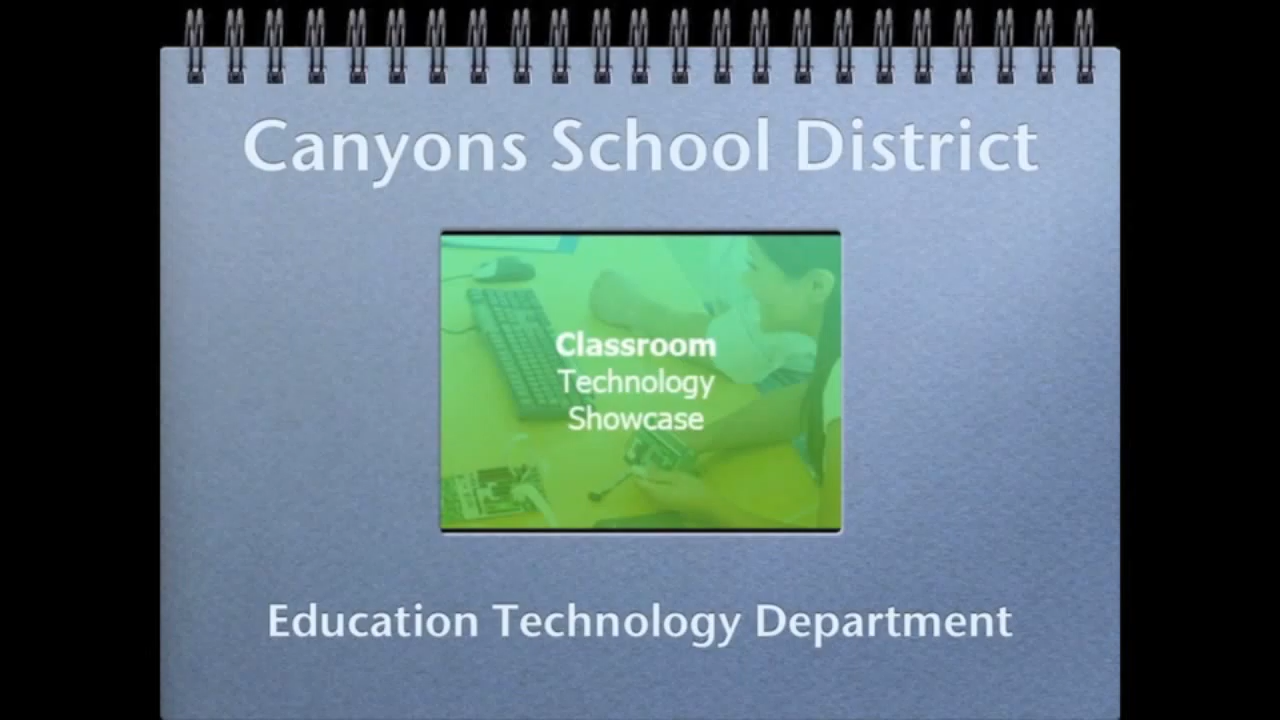 Canyons School District
Classroom
Technology
Showcase
Education Technology Department